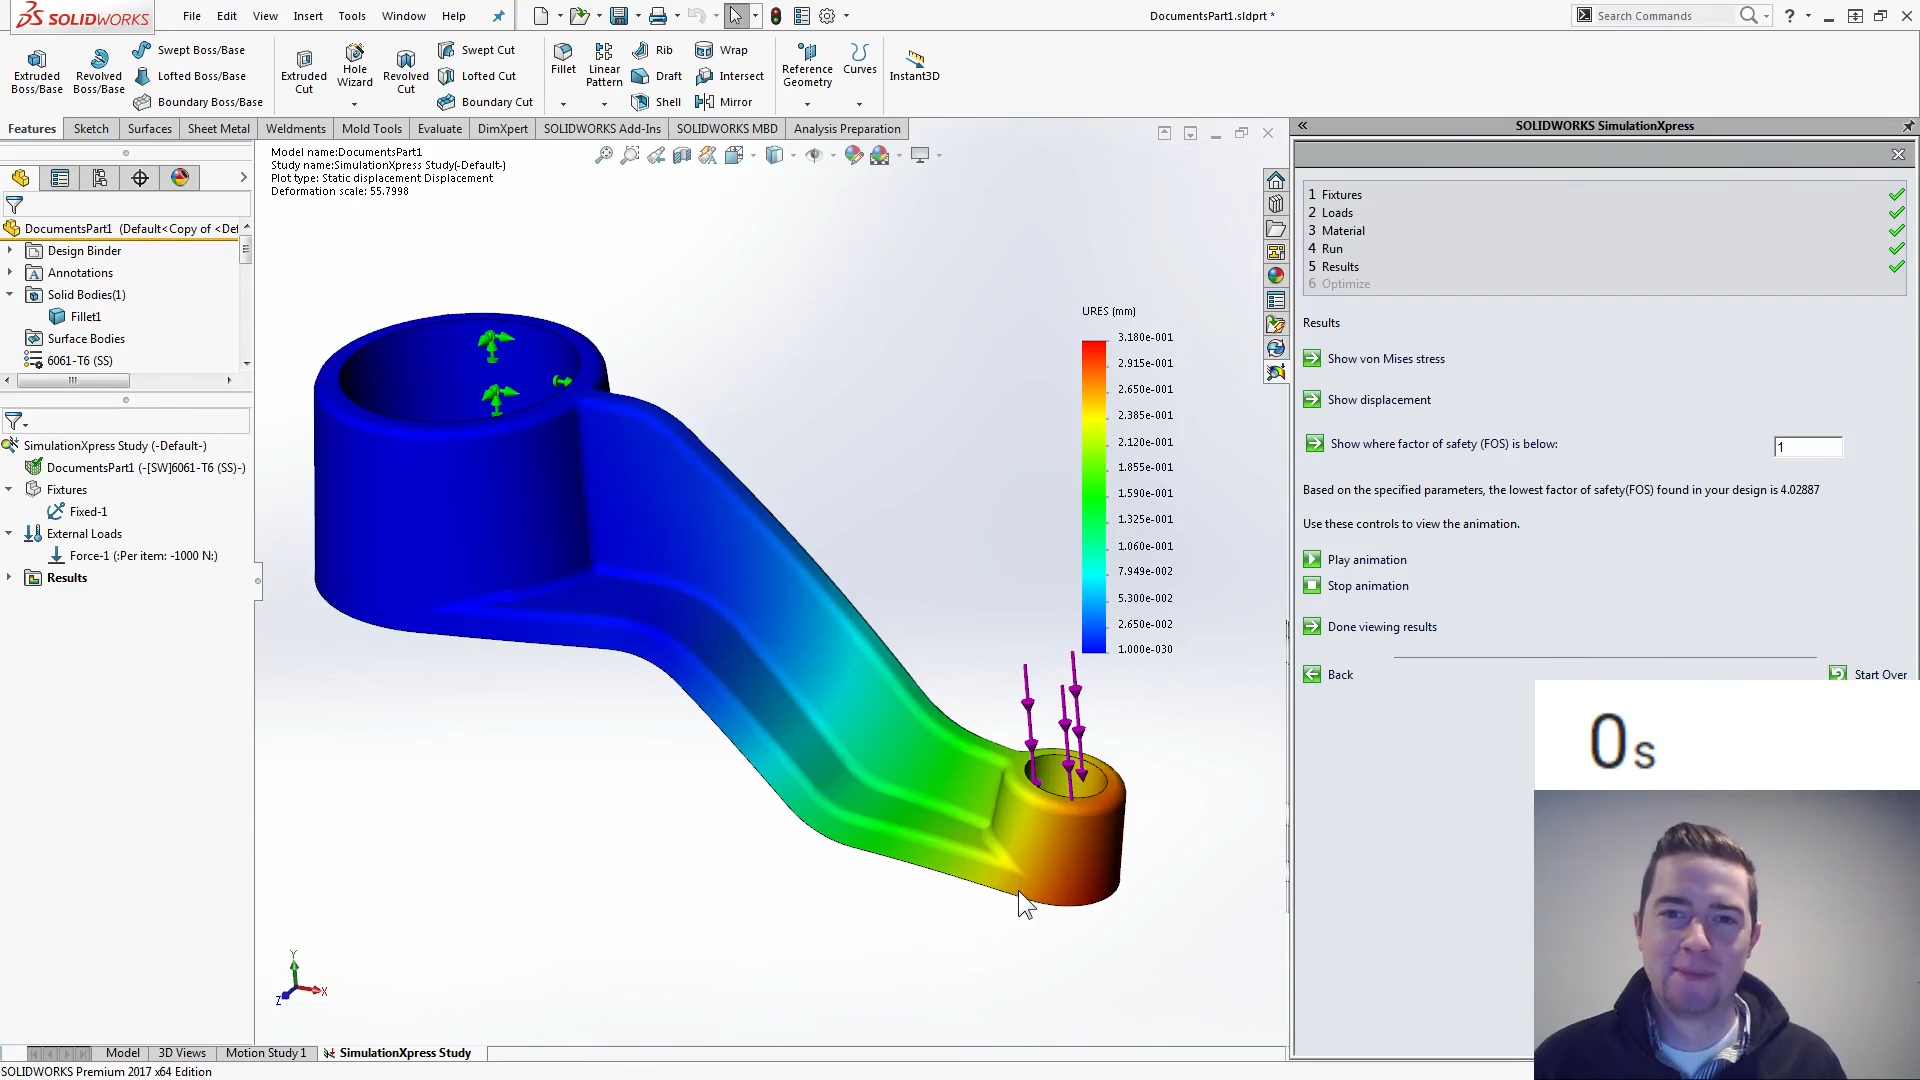 SOLIDWORKS
File Edit View Insert Tools Window Help
DocumentsPart1.sldprt *
Search Commands
Extruded Boss/Base
Revolved Boss/Base
Swept Boss/Base
Lofted Boss/Base
Boundary Boss/Base
Extruded Cut
Hole Wizard
Revolved Cut
Swept Cut
Lofted Cut
Boundary Cut
Fillet
Linear Pattern
Rib
Draft
Shell
Wrap
Intersect
Mirror
Reference Geometry
Curves
Instant3D
Features Sketch Surfaces Sheet Metal Weldments Mold Tools Evaluate DimXpert SOLIDWORKS Add-Ins SOLIDWORKS MBD Analysis Preparation
DocumentsPart1 (Default<Copy of <Def
Design Binder
Annotations
Solid Bodies(1)
Fillet1
Surface Bodies
6061-T6 (SS)
SimulationXpress Study (-Default-)
DocumentsPart1 (-[SW]6061-T6 (SS)-)
Fixtures
Fixed-1
External Loads
Force-1 (:Per item: -1000 N:)
Results
Model name:DocumentsPart1
Study name:SimulationXpress Study(-Default-)
Plot type: Static displacement Displacement
Deformation scale: 55.7998
URES (mm)
3.180e-001
2.915e-001
2.650e-001
2.385e-001
2.120e-001
1.855e-001
1.590e-001
1.325e-001
1.060e-001
7.949e-002
5.300e-002
2.650e-002
1.000e-030
Y
X
Z
SOLIDWORKS SimulationXpress
1 Fixtures
2 Loads
3 Material
4 Run
5 Results
6 Optimize
Results
Show von Mises stress
Show displacement
Show where factor of safety (FOS) is below: 1
Based on the specified parameters, the lowest factor of safety(FOS) found in your design is 4.02887
Use these controls to view the animation.
Play animation
Stop animation
Done viewing results
Back
Start Over
0s
Model 3D Views Motion Study 1 SimulationXpress Study
SOLIDWORKS Premium 2017 x64 Edition